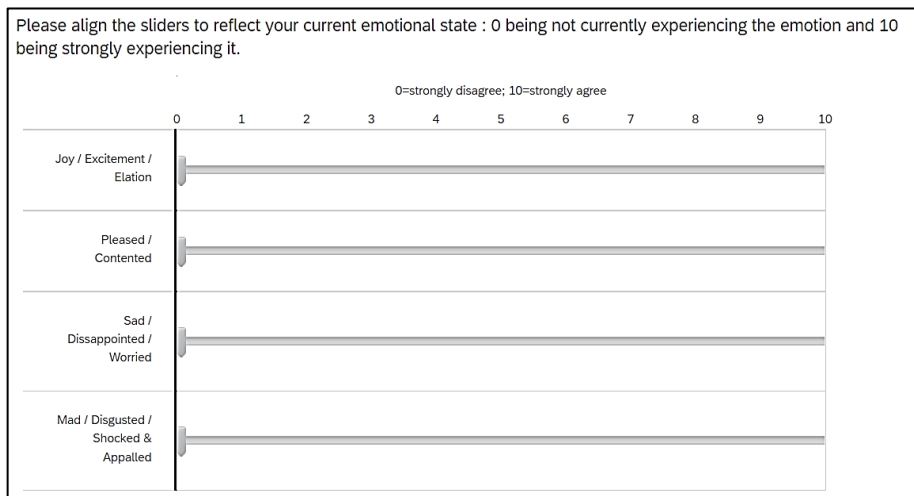 Please align the sliders to reflect your current emotional state : 0 being not currently experiencing the emotion and 10
being strongly experiencing it.
0=strongly disagree; 10=strongly agree
0 1 2 3 4 5 6 7 8 9 10
Joy / Excitement /
Elation
Pleased /
Contented
Sad /
Dissappointed /
Worried
Mad / Disgusted /
Shocked &
Appalled